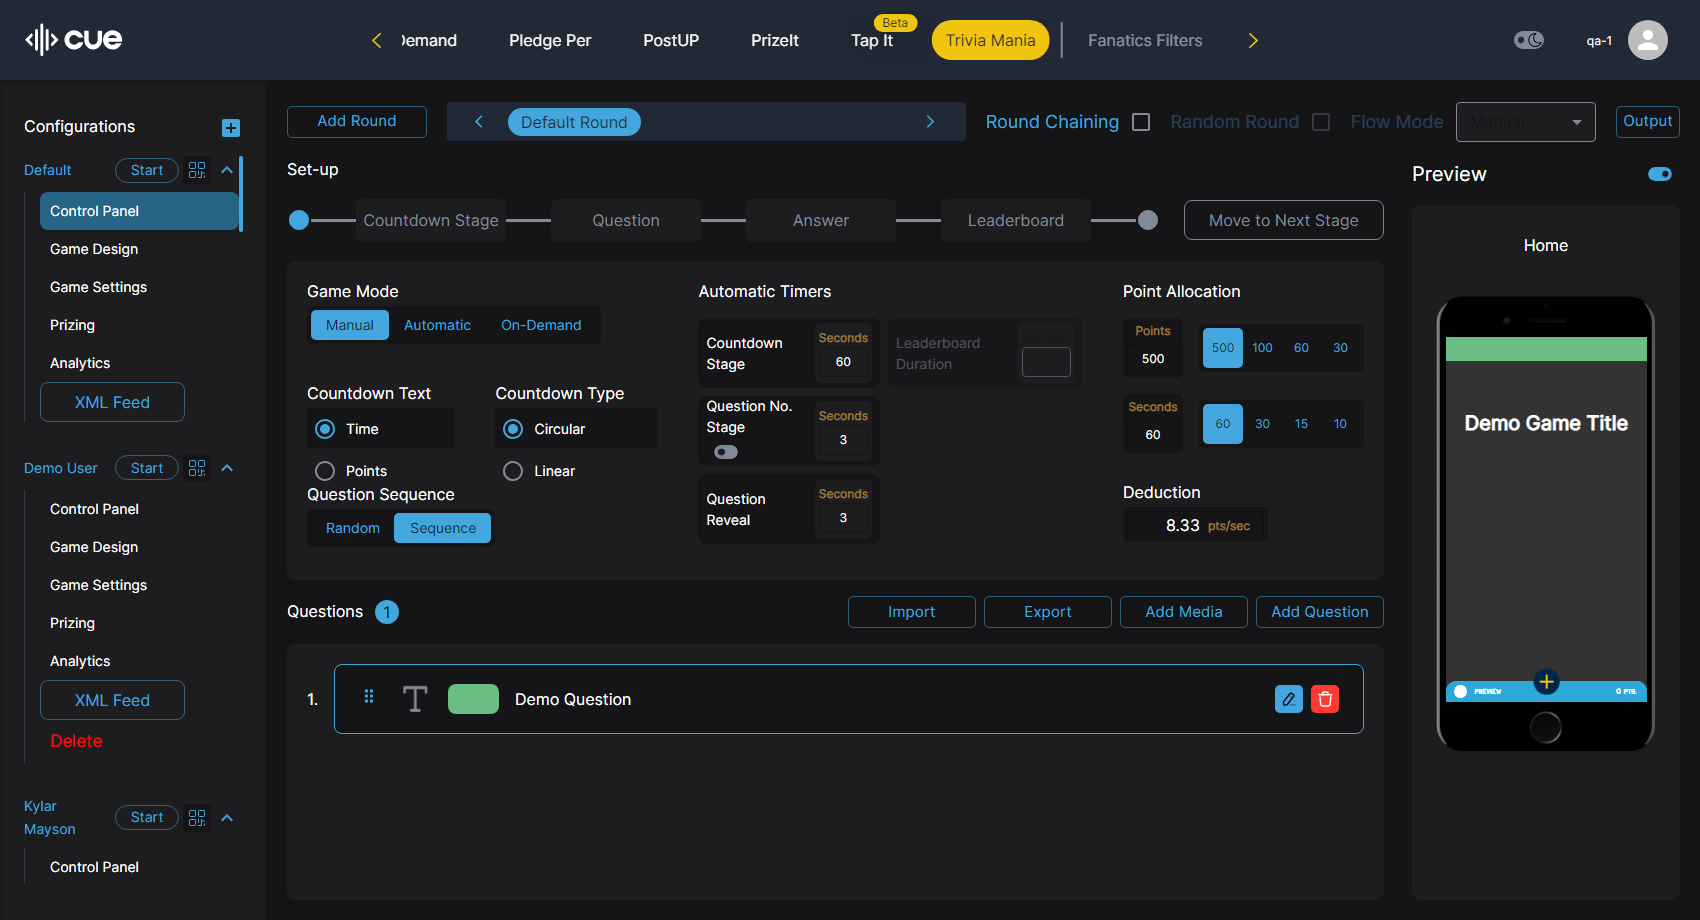 cue
Demand
Pledge Per
PostUP
PrizeIt
Beta
Tap It
Trivia Mania
Fanatics Filters
qa-1
Configurations
Default
Start
Control Panel
Game Design
Game Settings
Prizing
Analytics
XML Feed
Demo User
Start
Control Panel
Game Design
Game Settings
Prizing
Analytics
XML Feed
Delete
Kylar
Mayson
Start
Control Panel
Add Round
Default Round
Round Chaining
Random Round
Flow Mode
Manual
Output
Set-up
Countdown Stage
Question
Answer
Leaderboard
Move to Next Stage
Game Mode
Manual
Automatic
On-Demand
Countdown Text
Time
Points
Countdown Type
Circular
Linear
Question Sequence
Random
Sequence
Automatic Timers
Countdown
Stage
Seconds
60
Leaderboard
Duration
Question No.
Stage
Seconds
3
Question
Reveal
Seconds
3
Point Allocation
Points
500
500
100
60
30
Seconds
60
60
30
15
10
Deduction
8.33 pts/sec
Questions 1
Import
Export
Add Media
Add Question
1.
Demo Question
Preview
Home
Demo Game Title
PREVIEW
0 PTS.